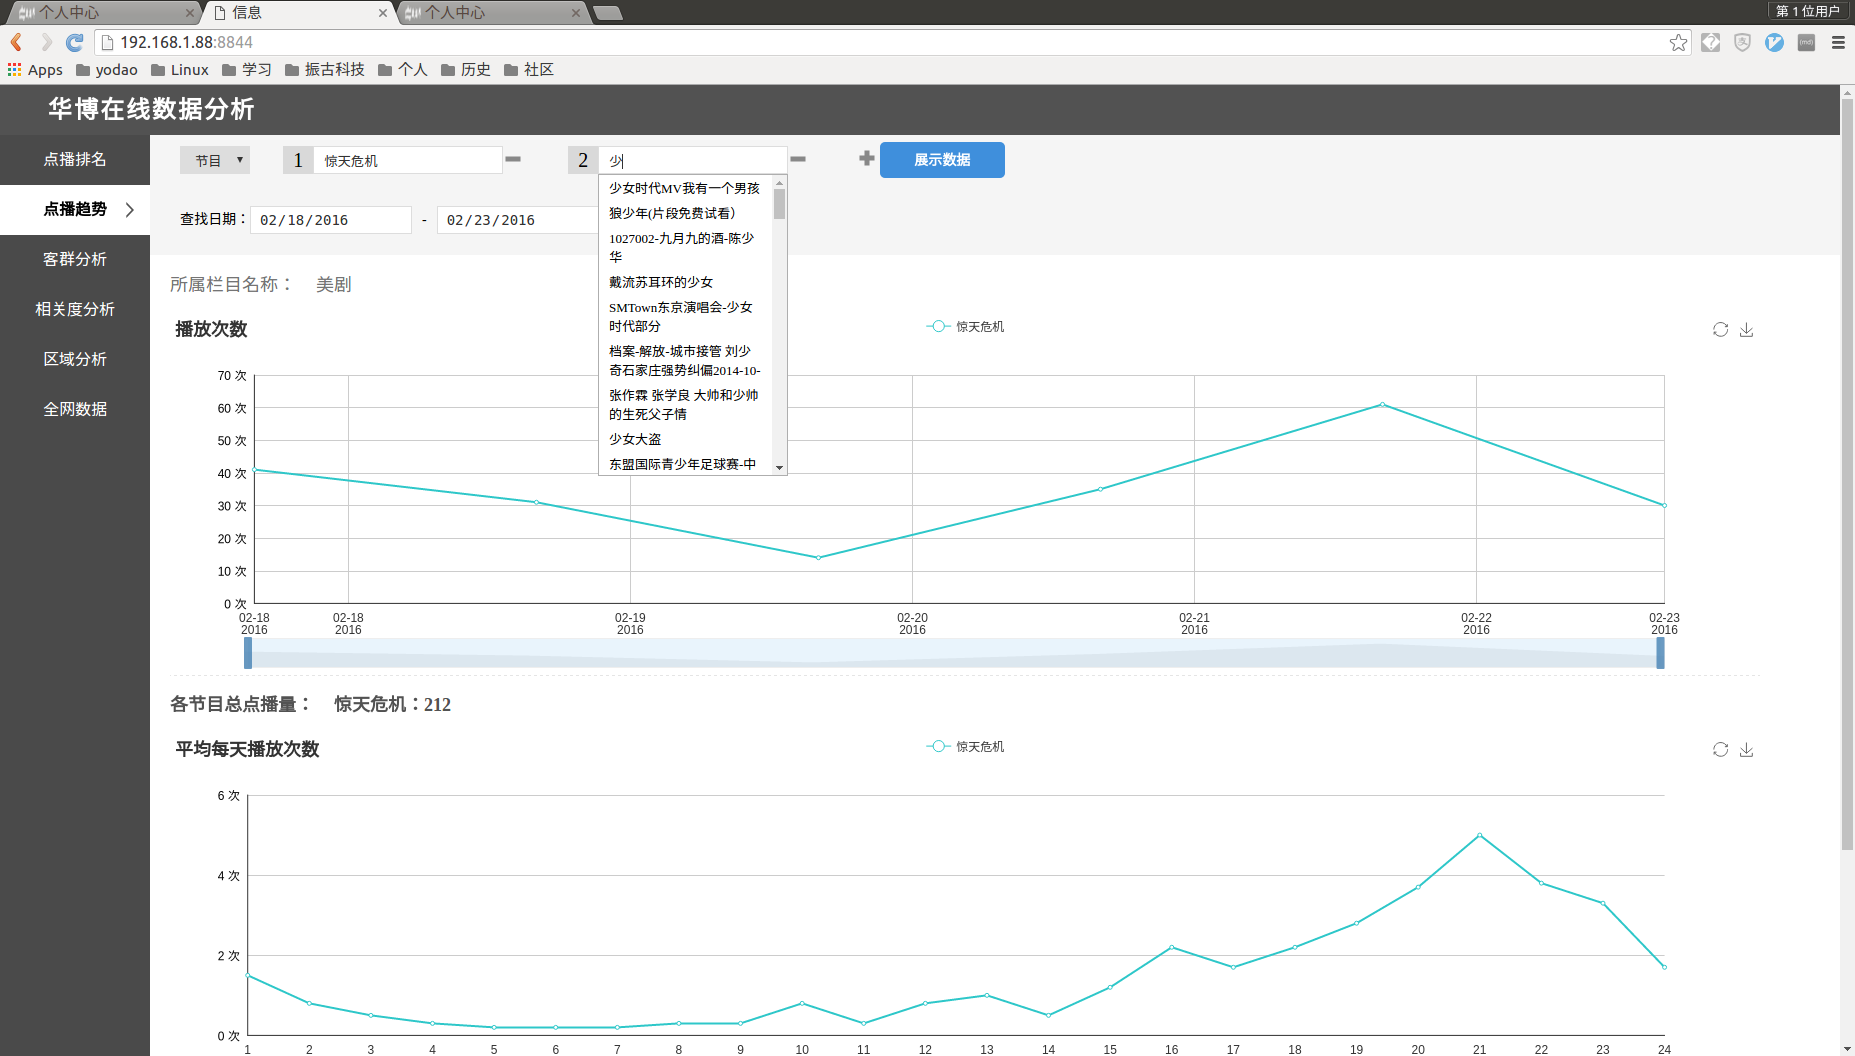 个人中心
信息
个人中心
第 1 位用户
192.168.1.88:8844
Apps
yodao
Linux
学习
振古科技
个人
历史
社区
华博在线数据分析
点播排名
点播趋势
客群分析
相关度分析
区域分析
全网数据
节目
1 惊天危机
2 少
展示数据
查找日期：02/18/2016 - 02/23/2016
少女时代MV我有一个男孩
狼少年(片段免费试看)
1027002-九月九的酒-陈少
华
戴流苏耳环的少女
SMTown东京演唱会-少女
时代部分
档案-解放-城市接管 刘少
奇石家庄强势纠偏2014-10-
张作霖 张学良 大帅和少帅
的生死父子情
少女大盗
东盟国际青少年足球赛-中
所属栏目名称： 美剧
播放次数
惊天危机
70 次
60 次
50 次
40 次
30 次
20 次
10 次
0 次
02-18 02-18 02-19 02-20 02-21 02-22 02-23
2016 2016 2016 2016 2016 2016 2016
各节目总点播量： 惊天危机：212
平均每天播放次数
惊天危机
6 次
4 次
2 次
0 次
1 2 3 4 5 6 7 8 9 10 11 12 13 14 15 16 17 18 19 20 21 22 23 24